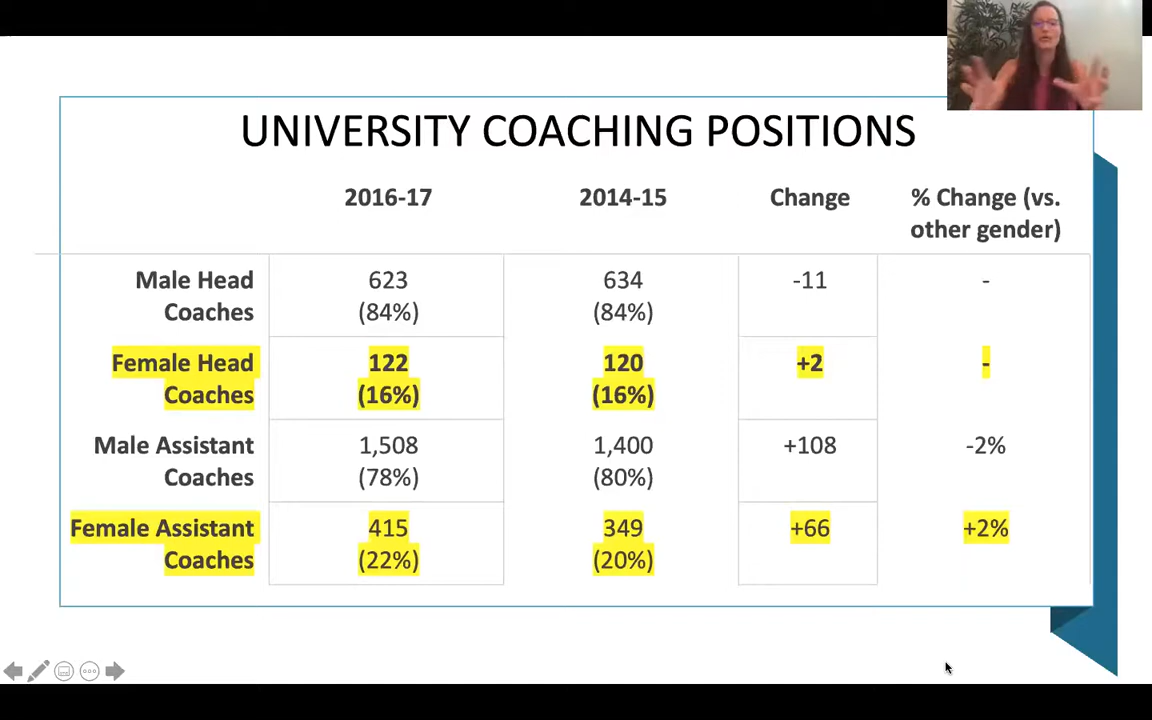 UNIVERSITY COACHING POSITIONS
2016-17 2014-15 Change % Change (vs.
other gender)
Male Head 623 634 -11 -
Coaches (84%) (84%)
Female Head 122 120 +2 -
Coaches (16%) (16%)
Male Assistant 1,508 1,400 +108 -2%
Coaches (78%) (80%)
Female Assistant 415 349 +66 +2%
Coaches (22%) (20%)